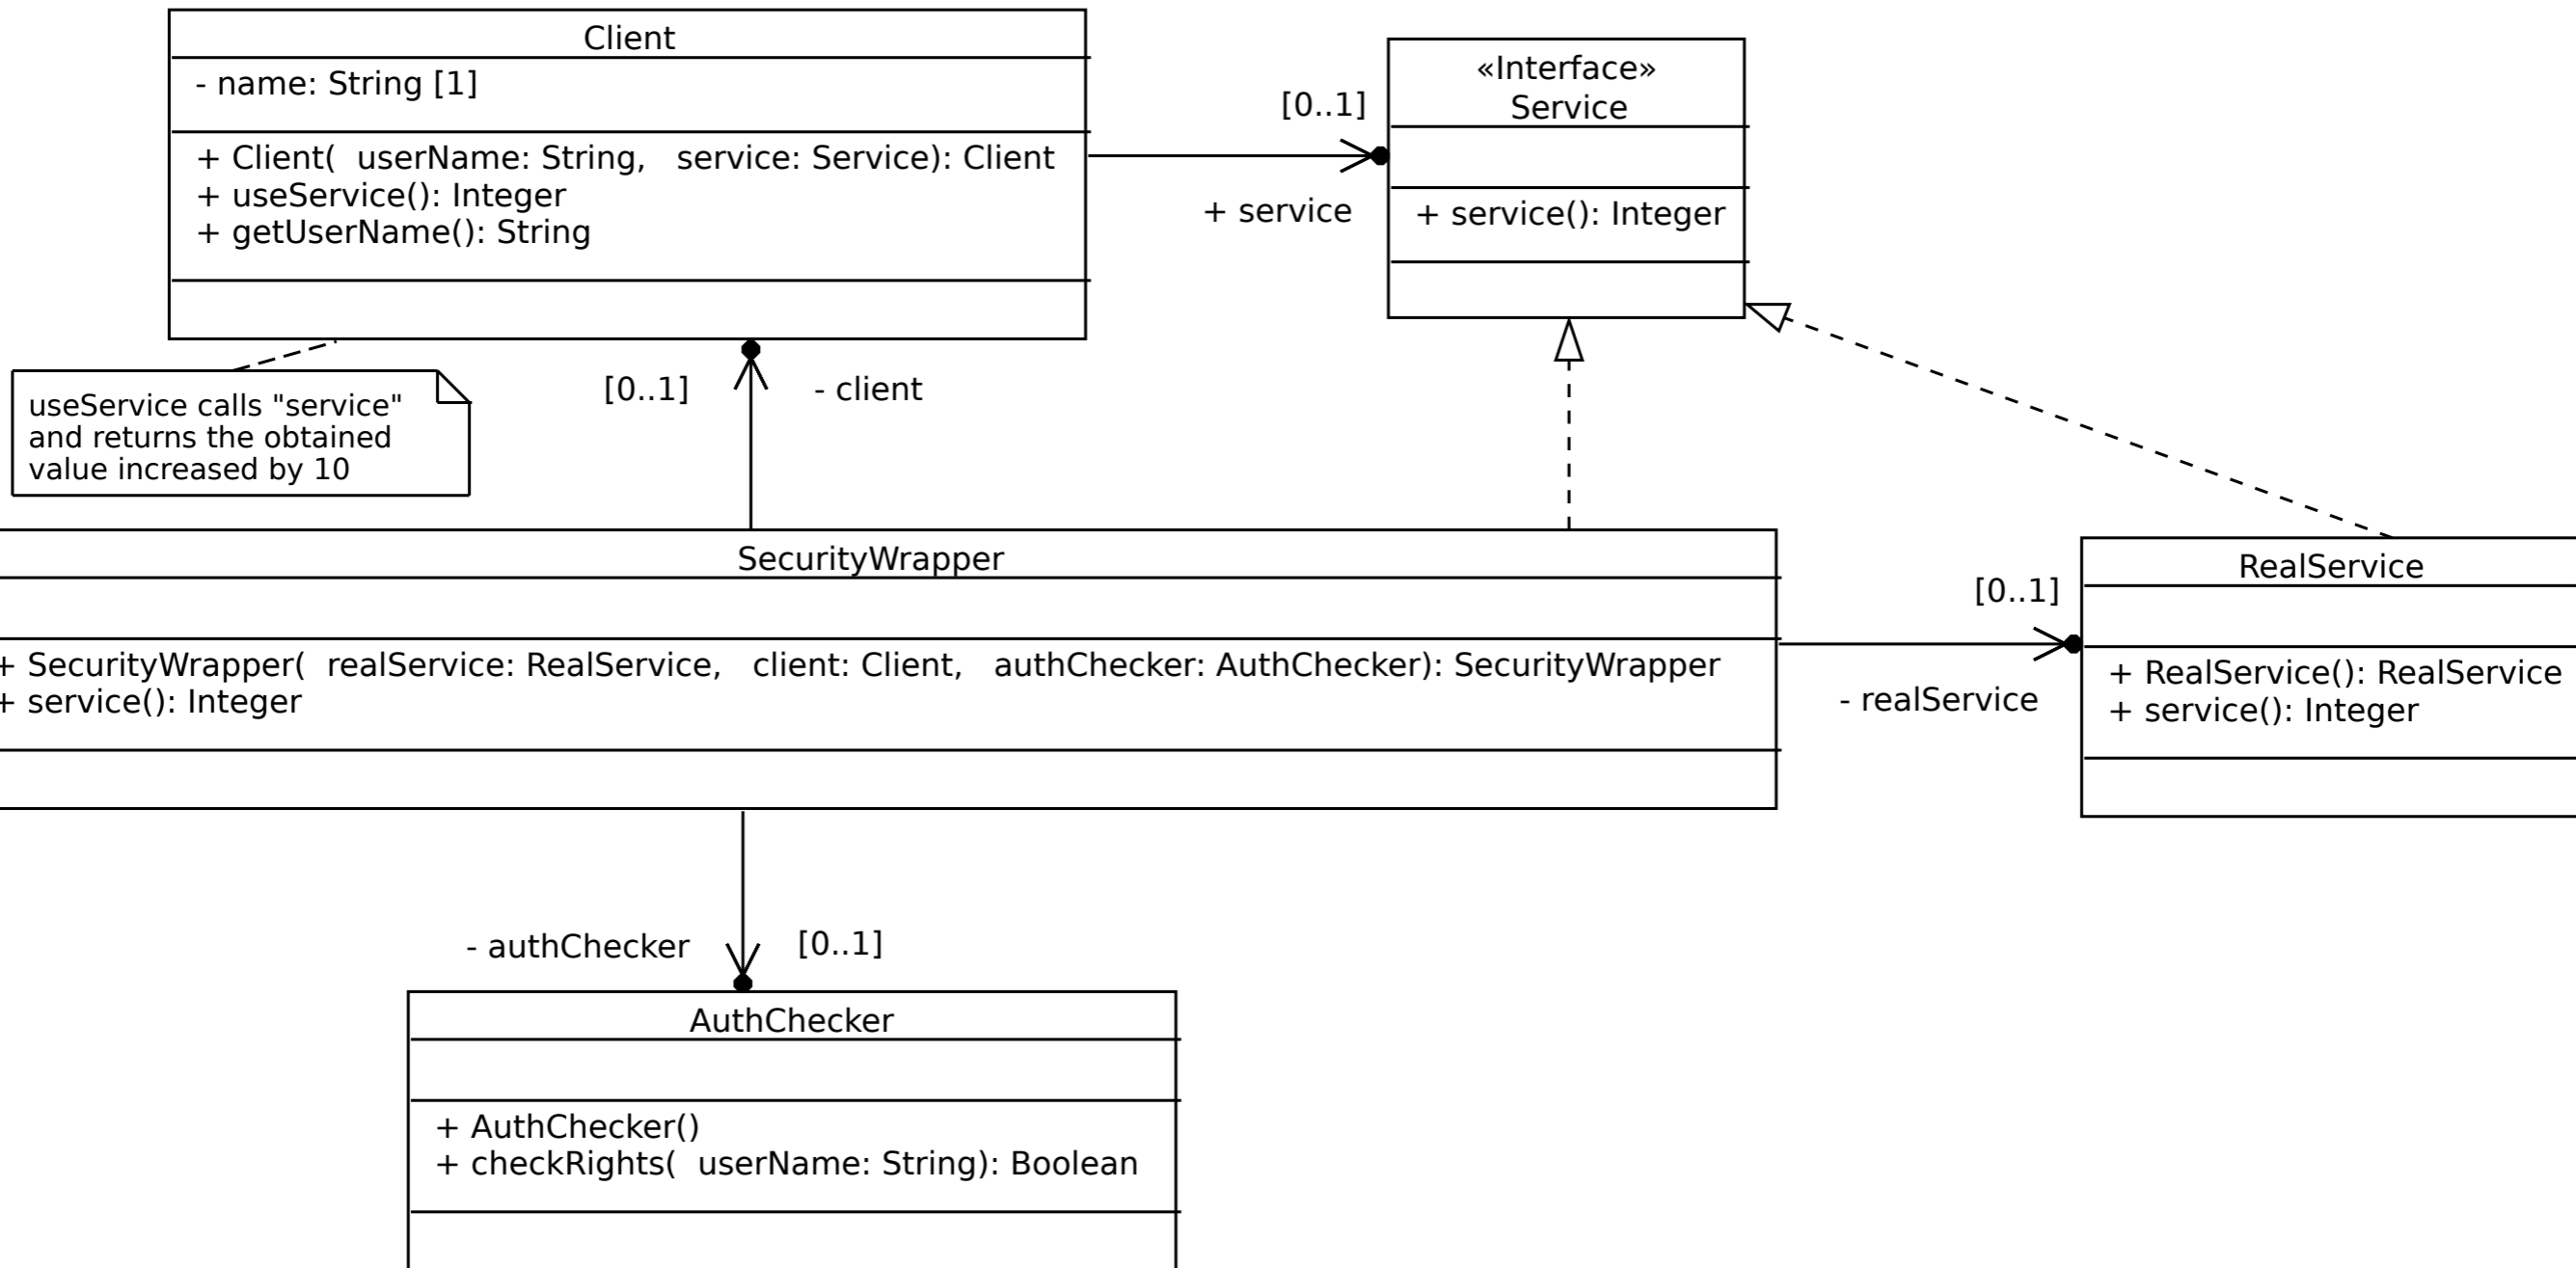 Client
- name: String [1]
+ Client(  userName: String,   service: Service): Client
+ useService(): Integer
+ getUserName(): String
«Interface»
Service
+ service(): Integer
[0..1]
+ service
useService calls "service"
and returns the obtained
value increased by 10
[0..1]
- client
SecurityWrapper
+ SecurityWrapper(  realService: RealService,   client: Client,   authChecker: AuthChecker): SecurityWrapper
+ service(): Integer
[0..1]
- realService
RealService
+ RealService(): RealService
+ service(): Integer
- authChecker
[0..1]
AuthChecker
+ AuthChecker()
+ checkRights(  userName: String): Boolean